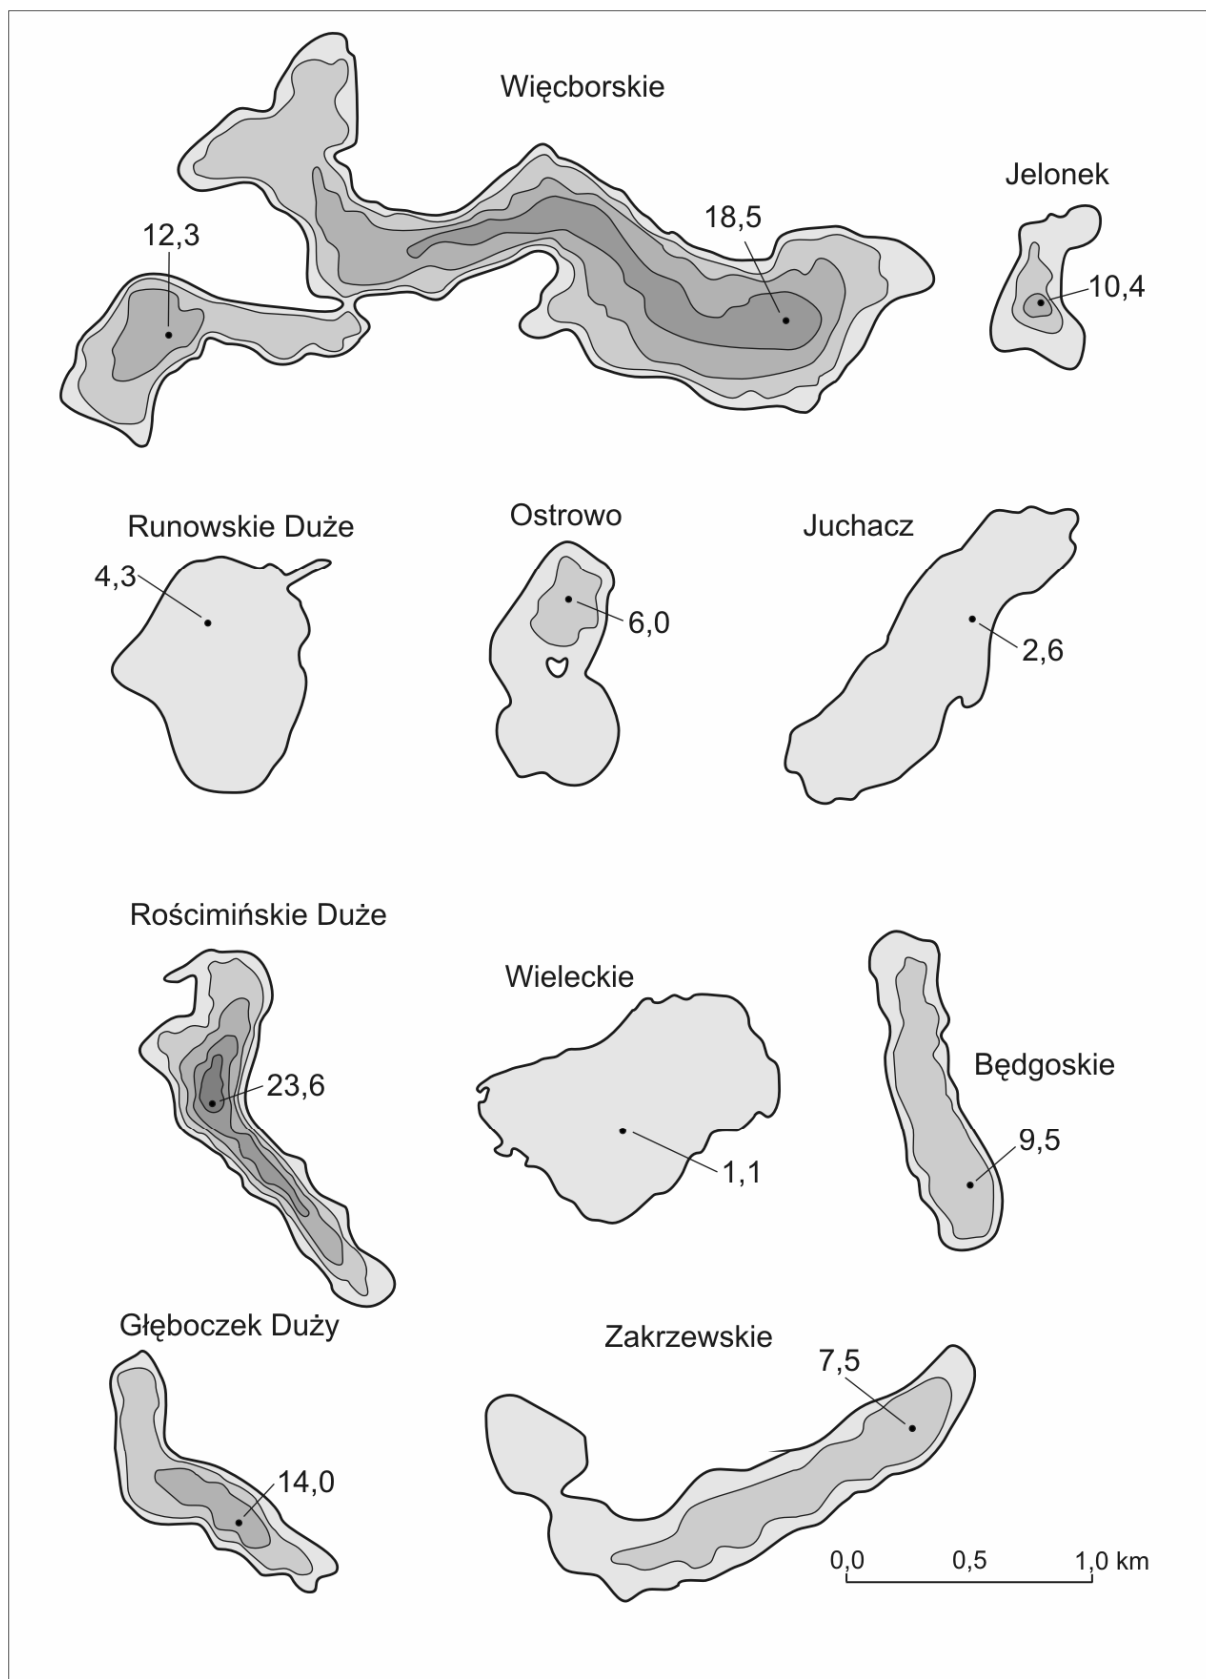 Więcborskie
Jelonek
18,5
12,3
10,4
Runowskie Duże
Ostrowo
Juchacz
4,3
6,0
2,6
Rościmińskie Duże
Wieleckie
Będgoskie
23,6
9,5
1,1
Głęboczek Duży
Zakrzewskie
7,5
14,0
0,0 0,5 1,0 km